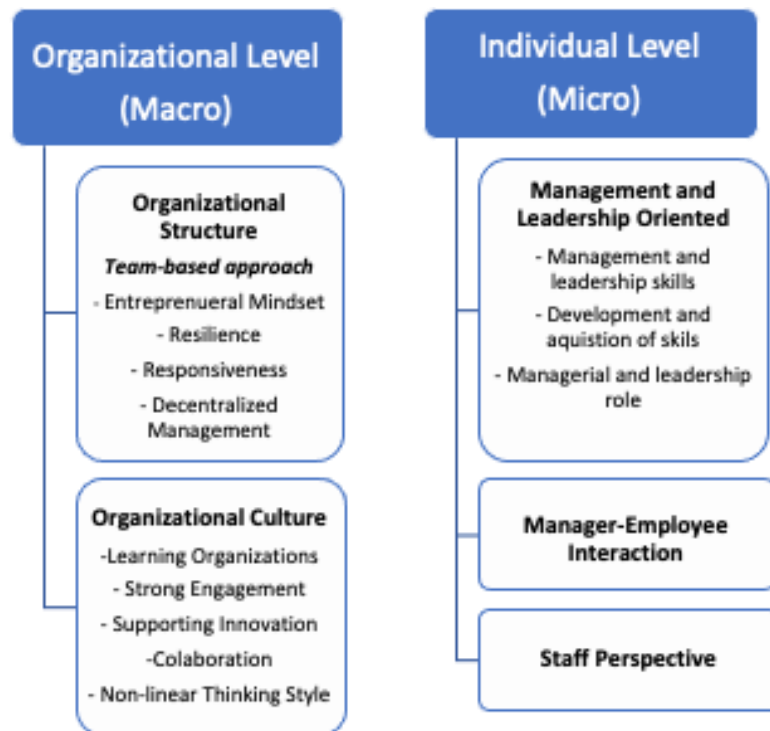 Organizational Level
(Macro)
Organizational
Structure
Team-based approach
- Entreprenueral Mindset
- Resilience
- Responsiveness
- Decentralized
Management
Organizational Culture
-Learning Organizations
- Strong Engagement
- Supporting Innovation
-Colaboration
- Non-linear Thinking Style
Individual Level
(Micro)
Management and
Leadership Oriented
- Management and
leadership skills
- Development and
aquistion of skils
- Managerial and leadership
role
Manager-Employee
Interaction
Staff Perspective